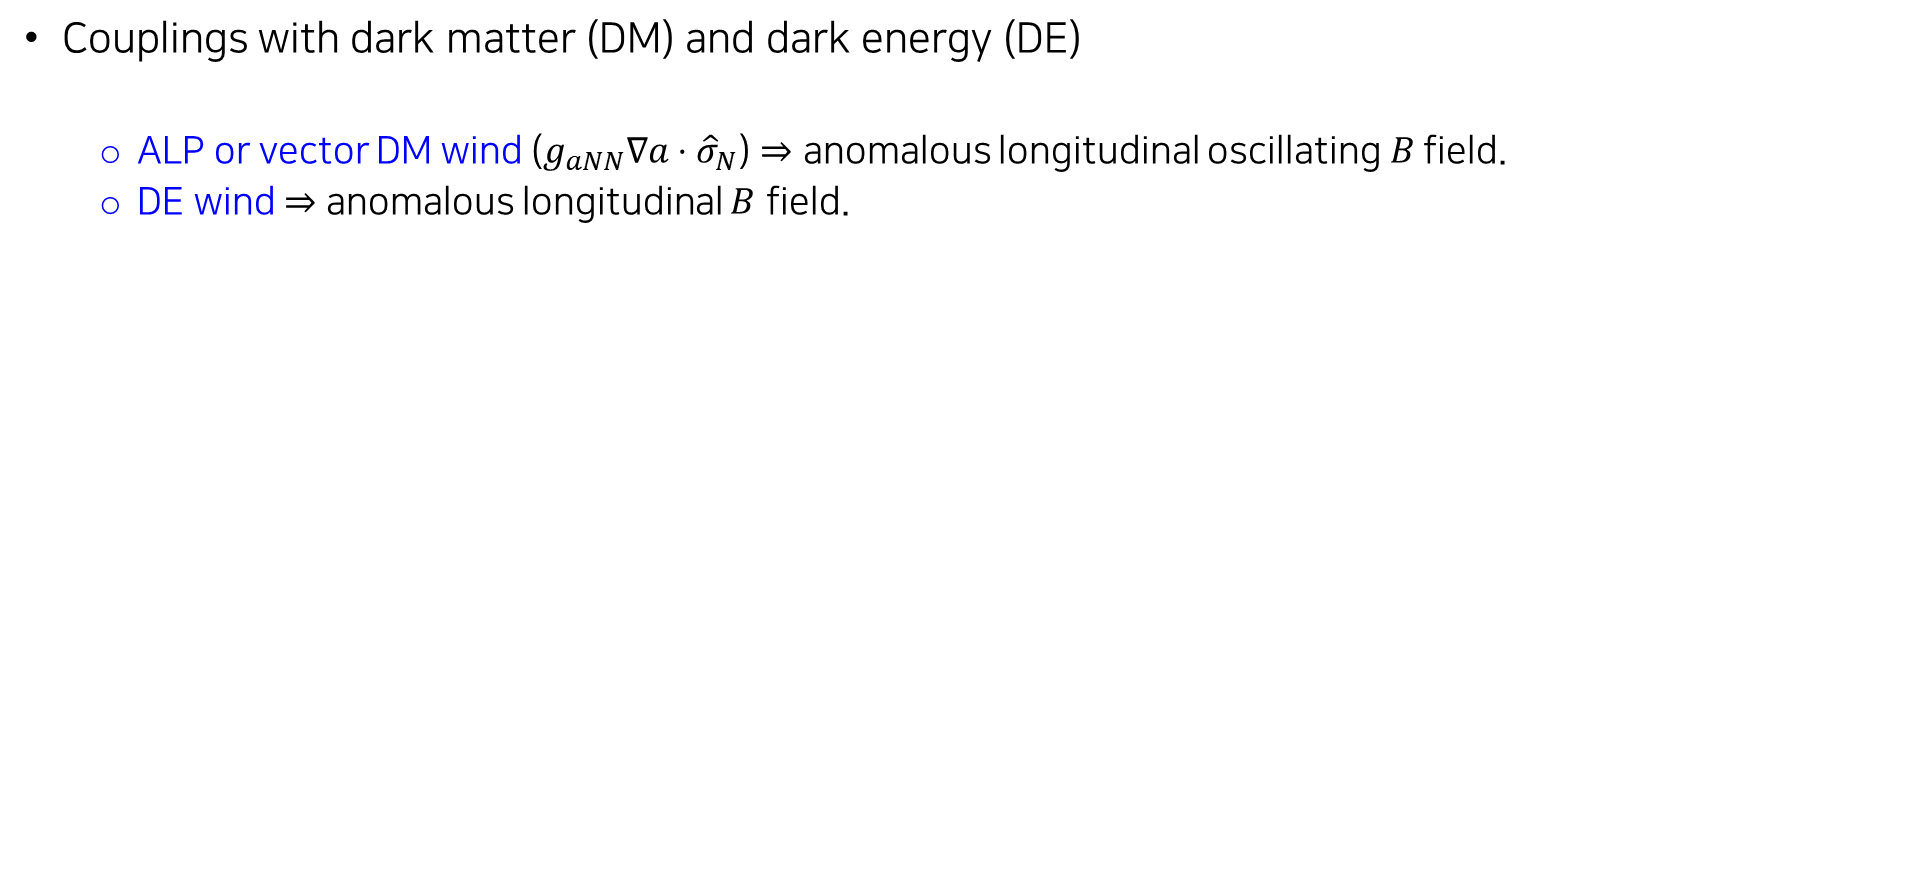 • Couplings with dark matter (DM) and dark energy (DE)
○ ALP or vector DM wind (g_{aNN}∇a · σ̂_N) ⇒ anomalous longitudinal oscillating B field.
○ DE wind ⇒ anomalous longitudinal B field.